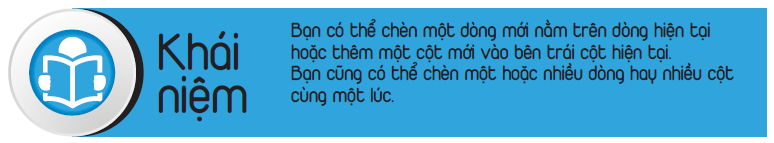 Khái
niệm
Bạn có thể chèn một dòng mới nằm trên dòng hiện tại
hoặc thêm một cột mới vào bên trái cột hiện tại.
Bạn cũng có thể chèn một hoặc nhiều dòng hay nhiều cột
cùng một lúc.